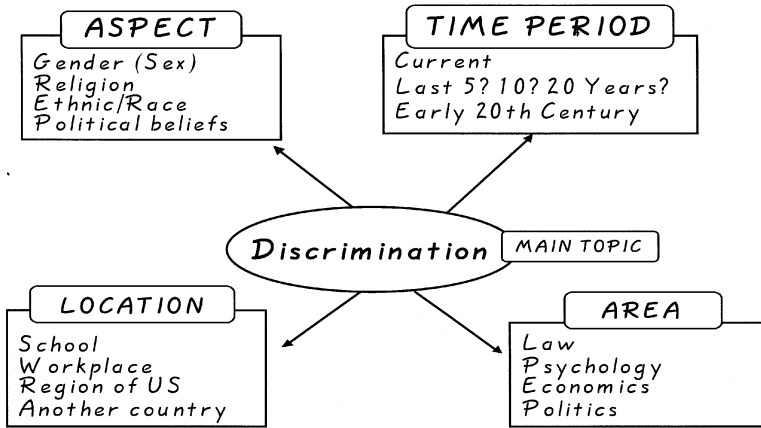 ASPECT
Gender (Sex)
Religion
Ethnic/Race
Political beliefs
TIME PERIOD
Current
Last 5? 10? 20 Years?
Early 20th Century
Discrimination
MAIN TOPIC
LOCATION
School
Workplace
Region of US
Another country
AREA
Law
Psychology
Economics
Politics